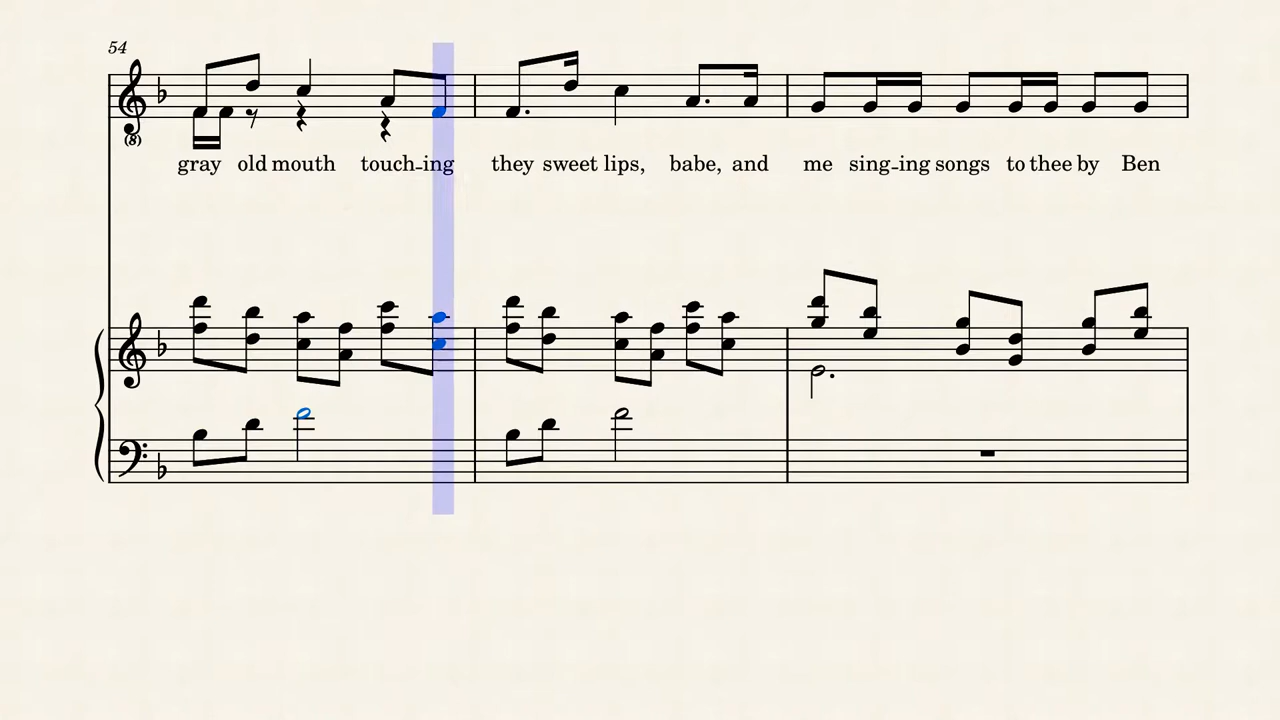 54
(8)
gray old mouth touch-ing they sweet lips, babe, and me sing-ing songs to thee by Ben